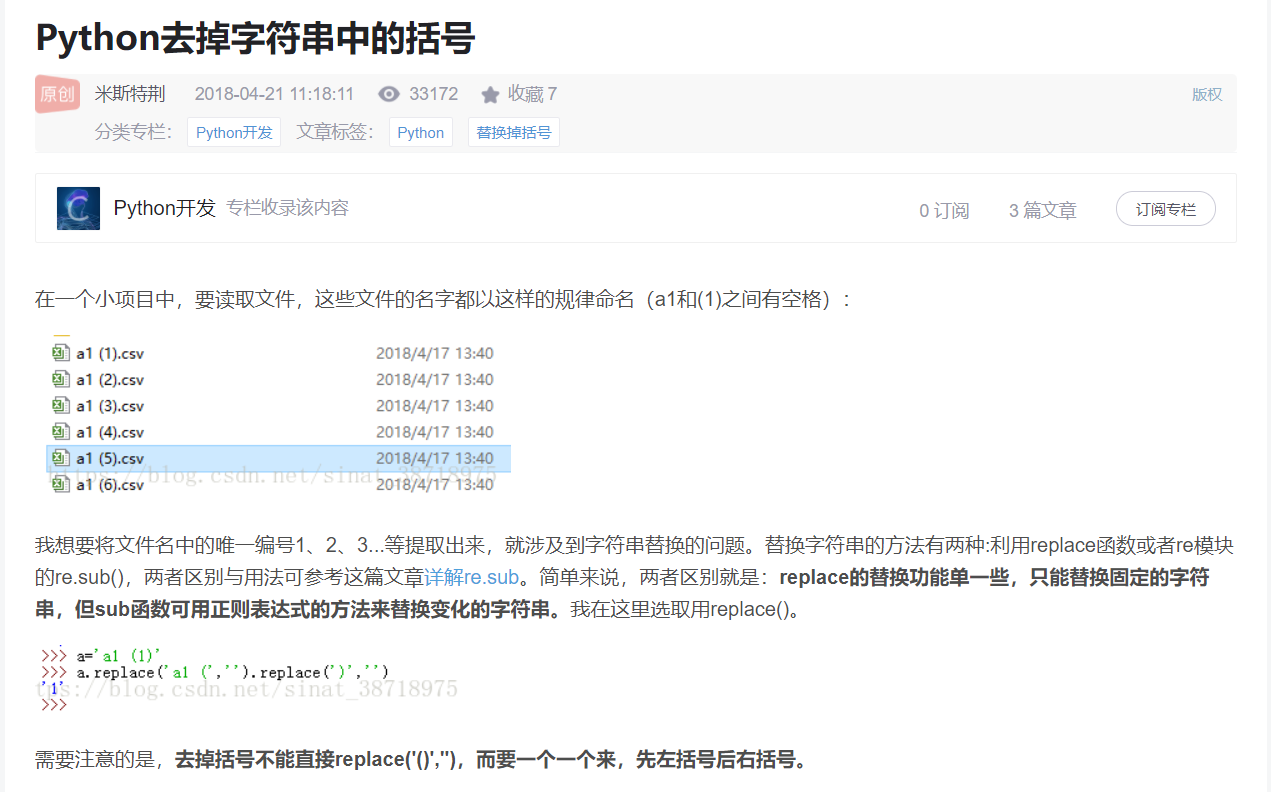 Python去掉字符串中的括号
原创 米斯特荆 2018-04-21 11:18:11 33172 收藏 7 版权
分类专栏： Python开发 文章标签： Python 替换掉括号
Python开发 专栏收录该内容 0 订阅 3 篇文章 订阅专栏
在一个小项目中，要读取文件，这些文件的名字都以这样的规律命名（a1和(1)之间有空格）：
a1 (1).csv 2018/4/17 13:40
a1 (2).csv 2018/4/17 13:40
a1 (3).csv 2018/4/17 13:40
a1 (4).csv 2018/4/17 13:40
a1 (5).csv 2018/4/17 13:40
https://blog.csdn.net/sinat_38718975
a1 (6).csv 2018/4/17 13:40
我想要将文件名中的唯一编号1、2、3...等提取出来，就涉及到字符串替换的问题。替换字符串的方法有两种:利用replace函数或者re模块
的re.sub()，两者区别与用法可参考这篇文章详解re.sub。简单来说，两者区别就是：replace的替换功能单一些，只能替换固定的字符
串，但sub函数可用正则表达式的方法来替换变化的字符串。我在这里选取用replace()。
>>> a='a1 (1)'
>>> a.replace('a1 (','').replace(')','')
'1'
tps://blog.csdn.net/sinat_38718975
>>>
需要注意的是，去掉括号不能直接replace('()','')，而要一个一个来，先左括号后右括号。